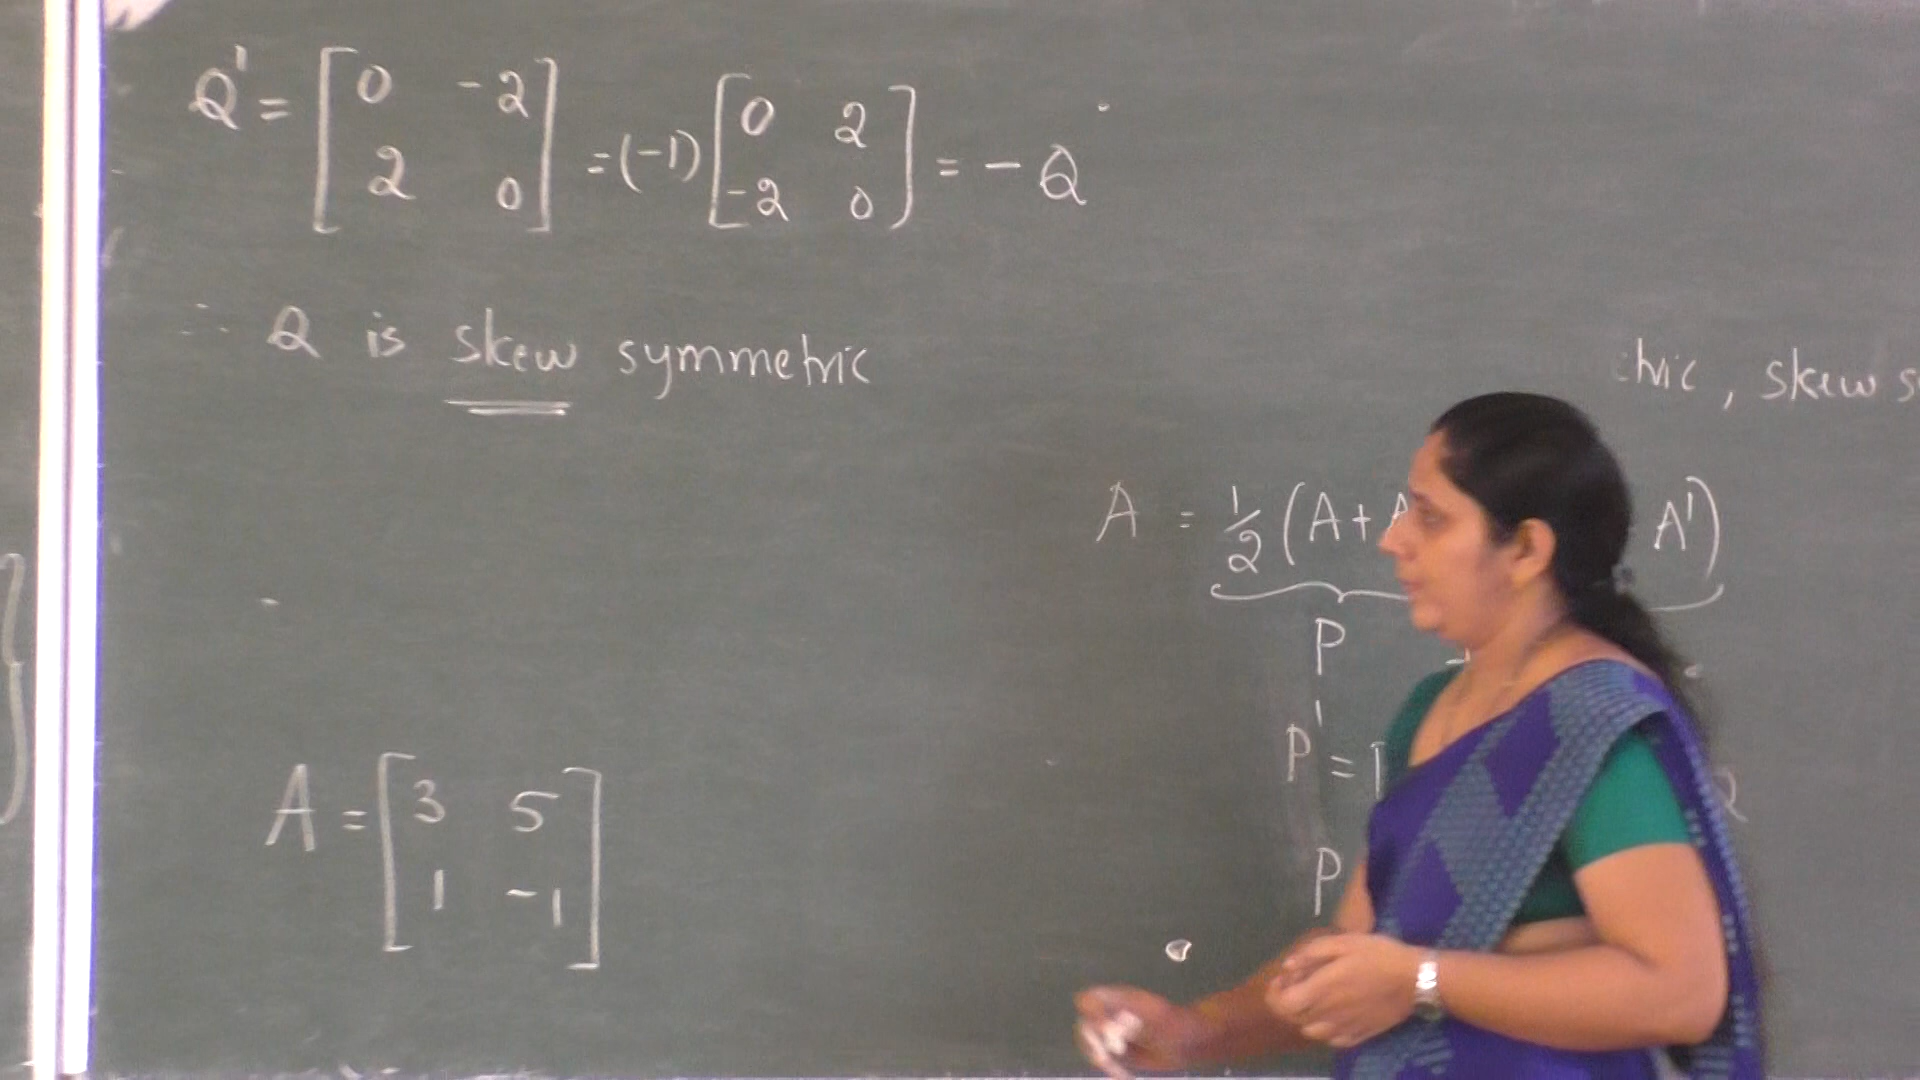 Q' = [ 0 -2 ] = (-1) [ 0 2 ] = - Q
[ 2 0 ] [ -2 0 ]
∴ Q is skew symmetric
, skew
A = 1/2 (A + A A')
P
P' =
P
A = [ 3 5 ]
[ 1 -1 ]